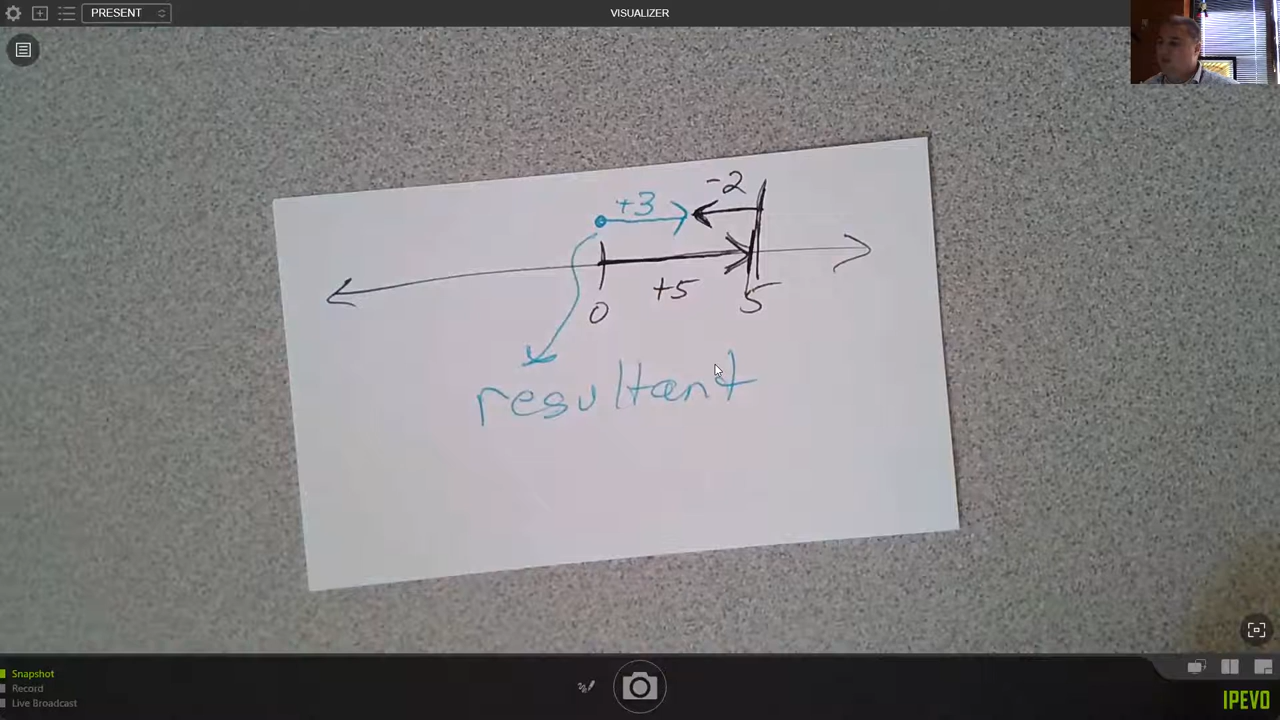 PRESENT
VISUALIZER
-2
+3
+5
0
5
resultant
Snapshot
Record
Live Broadcast
IPEVO